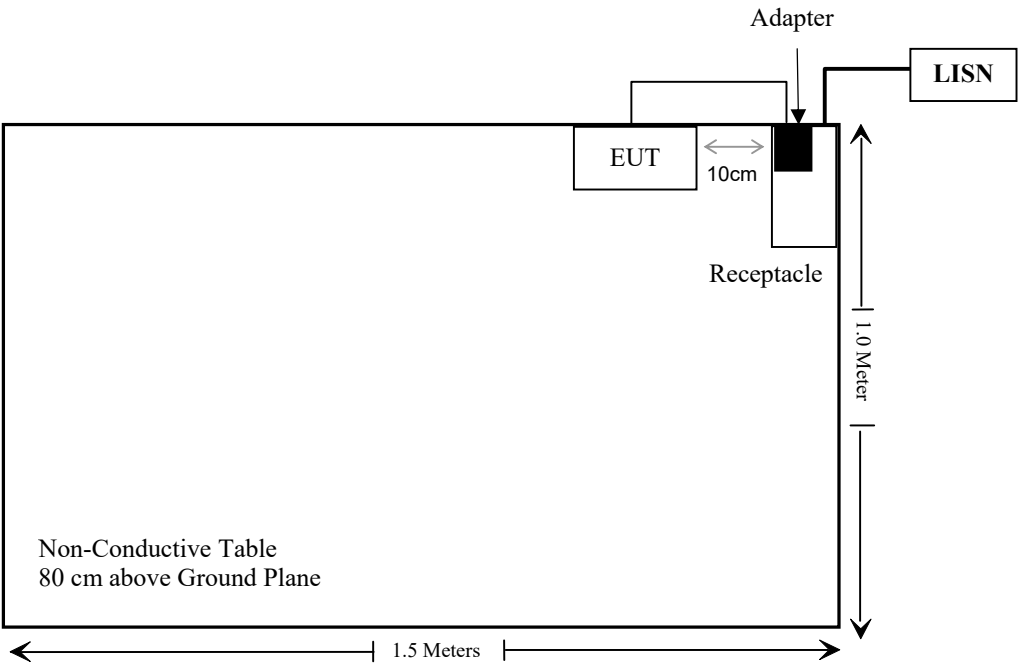 Adapter
LISN
EUT
10cm
Receptacle
1.0 Meter
Non-Conductive Table
80 cm above Ground Plane
1.5 Meters